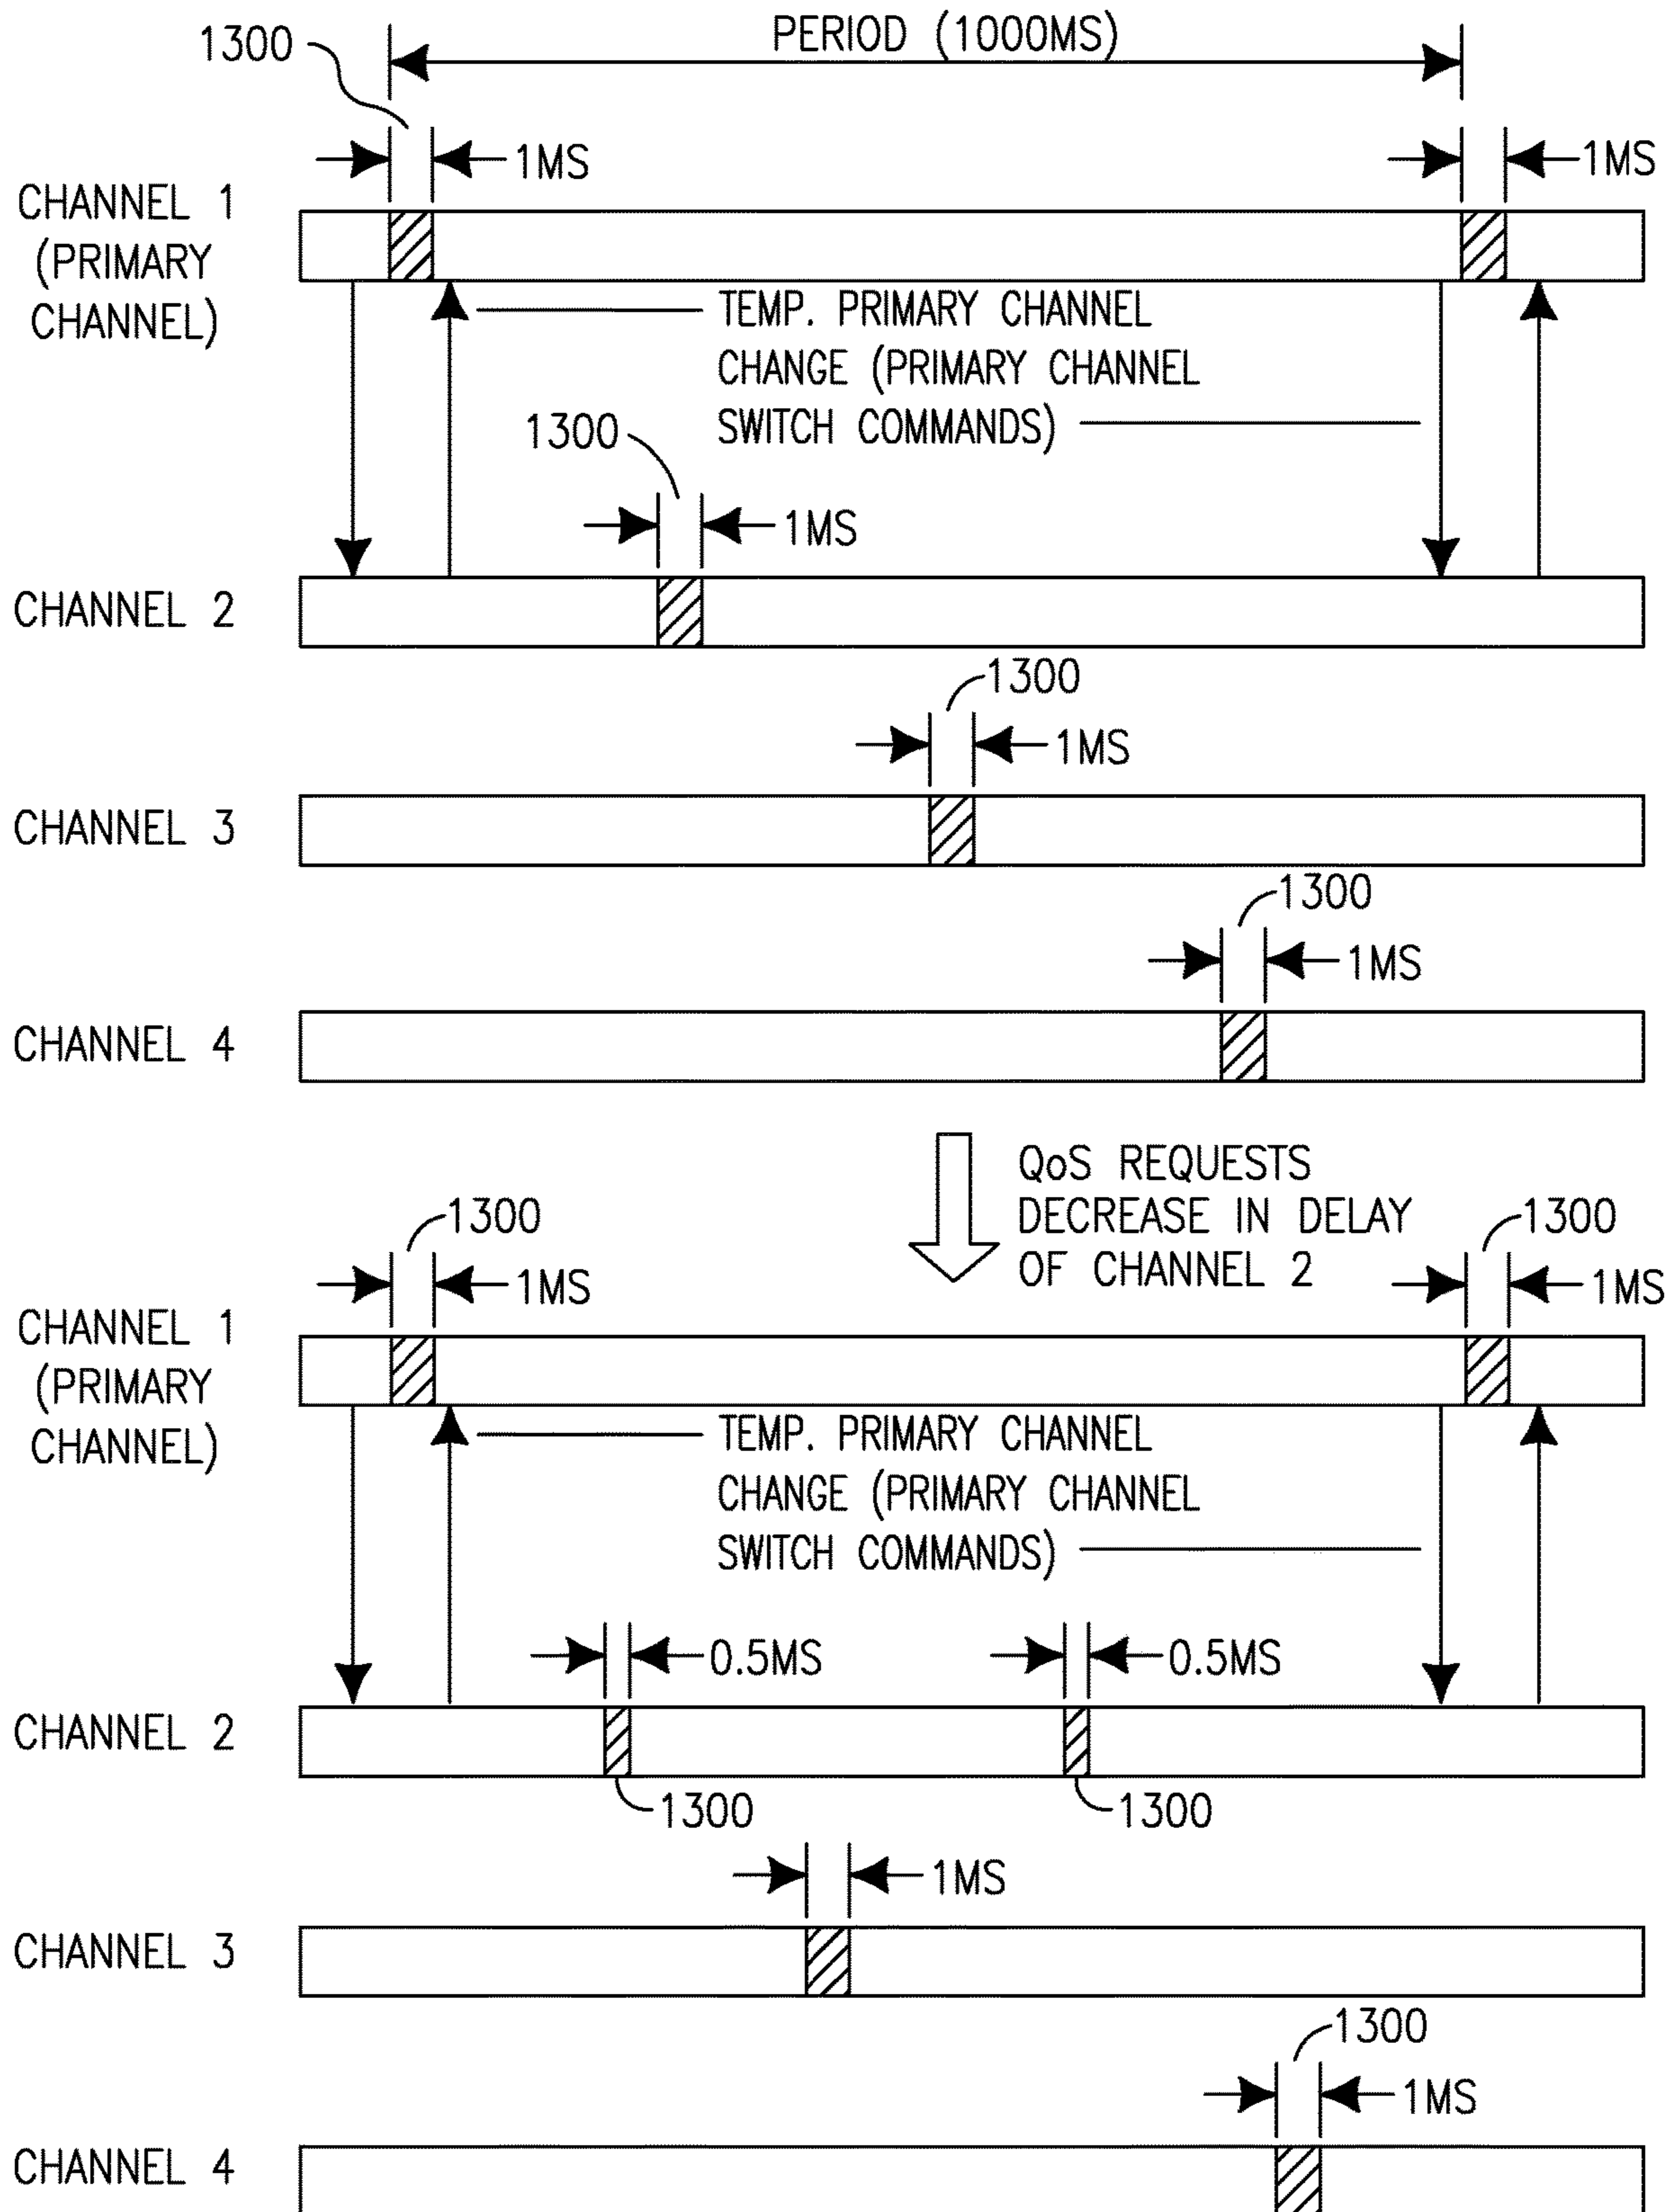 PERIOD (1000MS)
1300
1MS
1MS
CHANNEL 1
(PRIMARY
CHANNEL)
TEMP. PRIMARY CHANNEL
CHANGE (PRIMARY CHANNEL
SWITCH COMMANDS)
1300
1MS
CHANNEL 2
1300
1MS
CHANNEL 3
1300
1MS
CHANNEL 4
QoS REQUESTS
DECREASE IN DELAY
OF CHANNEL 2
1300
1300
1MS
1MS
CHANNEL 1
(PRIMARY
CHANNEL)
TEMP. PRIMARY CHANNEL
CHANGE (PRIMARY CHANNEL
SWITCH COMMANDS)
0.5MS
0.5MS
CHANNEL 2
1300
1300
1MS
CHANNEL 3
1300
1MS
CHANNEL 4